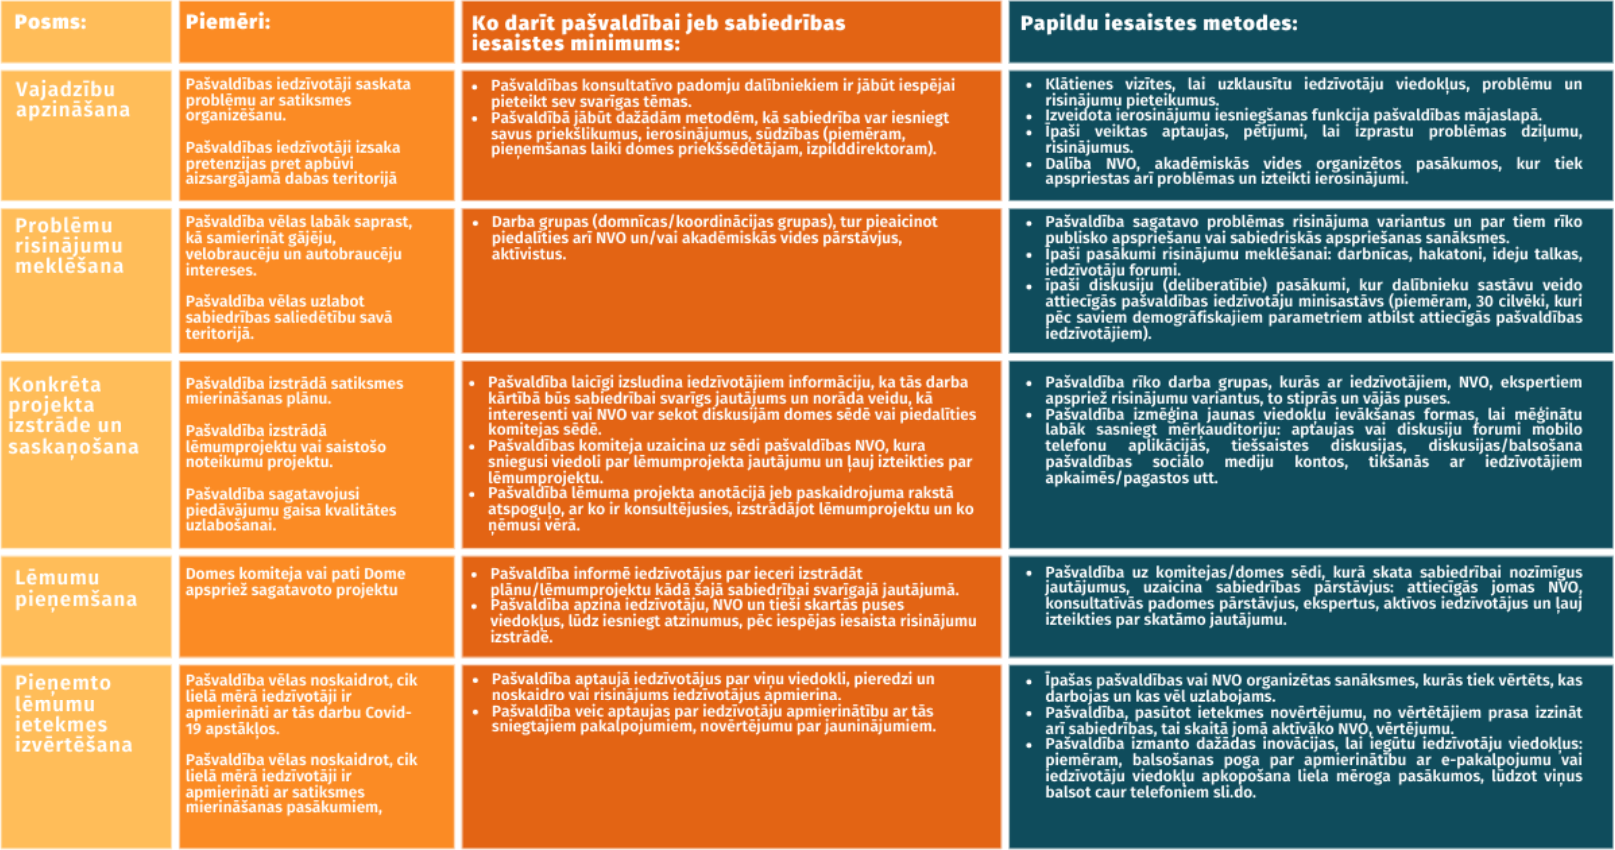 Posms:
Piemēri:
Ko darīt pašvaldībai jeb sabiedrības
iesaistes minimums:
Papildu iesaistes metodes:
Vajadzību
apzināšana
Pašvaldības iedzīvotāji saskata
problēmu ar satiksmes
organizēšanu.
Pašvaldības iedzīvotāji izsaka
pretenzijas pret apbūvi
aizsargājamā dabas teritorijā
• Pašvaldības konsultatīvo padomju dalībniekiem ir jābūt iespējai
pieteikt sev svarīgas tēmas.
• Pašvaldībā jābūt dažādām metodēm, kā sabiedrība var iesniegt
savus priekšlikumus, ierosinājumus, sūdzības (piemēram,
pieņemšanas laiki domes priekšsēdētājam, izpilddirektoram).
• Klātienes vizītes, lai uzklausītu iedzīvotāju viedokļus, problēmu un
risinājumu pieteikumus.
• Izveidota ierosinājumu iesniegšanas funkcija pašvaldības mājaslapā.
• Īpaši veiktas aptaujas, pētījumi, lai izprastu problēmas dziļumu,
risinājumus.
• Dalība NVO, akadēmiskās vides organizētos pasākumos, kur tiek
apspriestas arī problēmas un izteikti ierosinājumi.
Problēmu
risinājumu
meklēšana
Pašvaldība vēlas labāk saprast,
kā samierināt gājēju,
velobraucēju un autobraucēju
intereses.
Pašvaldība vēlas uzlabot
sabiedrības saliedētību savā
teritorijā.
• Darba grupas (domnīcas/koordinācijas grupas), tur pieaicinot
piedalīties arī NVO un/vai akadēmiskās vides pārstāvjus,
aktīvistus.
• Pašvaldība sagatavo problēmas risinājuma variantus un par tiem rīko
publisko apspriešanu vai sabiedriskās apspriešanas sanāksmes.
• Īpaši pasākumi risinājumu meklēšanai: darbnīcas, hakatoni, ideju talkas,
iedzīvotāju forumi.
• īpaši diskusiju (deliberatībie) pasākumi, kur dalībnieku sastāvu veido
attiecīgās pašvaldības iedzīvotāju minisastāvs (piemēram, 30 cilvēki, kuri
pēc saviem demogrāfiskajiem parametriem atbilst attiecīgās pašvaldības
iedzīvotājiem).
Konkrēta
projekta
izstrāde un
saskaņošana
Pašvaldība izstrādā satiksmes
mierināšanas plānu.
Pašvaldība izstrādā
lēmumprojektu vai saistošo
noteikumu projektu.
Pašvaldība sagatavojusi
piedāvājumu gaisa kvalitātes
uzlabošanai.
• Pašvaldība laicīgi izsludina iedzīvotājiem informāciju, ka tās darba
kārtībā būs sabiedrībai svarīgs jautājums un norāda veidu, kā
interesenti vai NVO var sekot diskusijām domes sēdē vai piedalīties
komitejas sēdē.
• Pašvaldības komiteja uzaicina uz sēdi pašvaldības NVO, kura
sniegusi viedoli par lēmumprojekta jautājumu un ļauj izteikties par
lēmumprojektu.
• Pašvaldība lēmuma projekta anotācijā jeb paskaidrojuma rakstā
atspoguļo, ar ko ir konsultējusies, izstrādājot lēmumprojektu un ko
ņēmusi vērā.
• Pašvaldība rīko darba grupas, kurās ar iedzīvotājiem, NVO, ekspertiem
apspriež risinājumu variantus, to stiprās un vājās puses.
• Pašvaldība izmēģina jaunas viedokļu ievākšanas formas, lai mēģinātu
labāk sasniegt mērķauditoriju: aptaujas vai diskusiju forumi mobilo
telefonu aplikācijās, tiešsaistes diskusijas, diskusijas/balsošana
pašvaldības sociālo mediju kontos, tikšanās ar iedzīvotājiem
apkaimēs/pagastos utt.
Lēmumu
pieņemšana
Domes komiteja vai pati Dome
apspriež sagatavoto projektu
• Pašvaldība informē iedzīvotājus par ieceri izstrādāt
plānu/lēmumprojektu kādā šajā sabiedrībai svarīgajā jautājumā.
• Pašvaldība apzina iedzīvotāju, NVO un tieši skartās puses
viedokļus, lūdz iesniegt atzinumus, pēc iespējas iesaista risinājumu
izstrādē.
• Pašvaldība uz komitejas/domes sēdi, kurā skata sabiedrībai nozīmīgus
jautājumus, uzaicina sabiedrības pārstāvjus: attiecīgās jomas NVO,
konsultatīvās padomes pārstāvjus, ekspertus, aktīvos iedzīvotājus un ļauj
izteikties par skatāmo jautājumu.
Pieņemto
lēmumu
ietekmes
izvērtēšana
Pašvaldība vēlas noskaidrot, cik
lielā mērā iedzīvotāji ir
apmierināti ar tās darbu Covid-
19 apstākļos.
Pašvaldība vēlas noskaidrot, cik
lielā mērā iedzīvotāji ir
apmierināti ar satiksmes
mierināšanas pasākumiem,
• Pašvaldība aptaujā iedzīvotājus par viņu viedokli, pieredzi un
noskaidro vai risinājums iedzīvotājus apmierina.
• Pašvaldība veic aptaujas par iedzīvotāju apmierinātību ar tās
sniegtajiem pakalpojumiem, novērtējumu par jauninājumiem.
• Īpašas pašvaldības vai NVO organizētas sanāksmes, kurās tiek vērtēts, kas
darbojas un kas vēl uzlabojams.
• Pašvaldība, pasūtot ietekmes novērtējumu, no vērtētājiem prasa izzināt
arī sabiedrības, tai skaitā jomā aktīvāko NVO, vērtējumu.
• Pašvaldība izmanto dažādas inovācijas, lai iegūtu iedzīvotāju viedokļus:
piemēram, balsošanas poga par apmierinātību ar e-pakalpojumu vai
iedzīvotāju viedokļu apkopošana liela mēroga pasākumos, lūdzot viņus
balsot caur telefoniem sli.do.